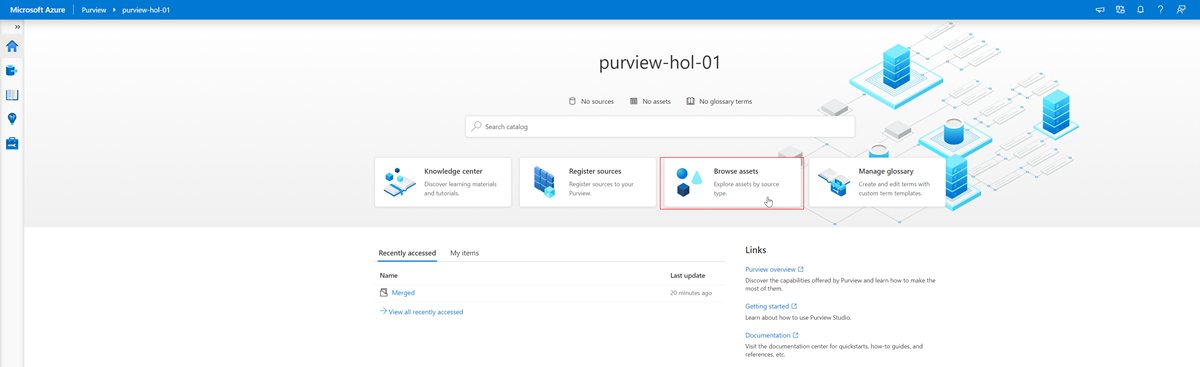 Microsoft Azure
Purview
purview-hol-01
purview-hol-01
No sources
No assets
No glossary terms
Search catalog
Knowledge center
Discover learning materials
and tutorials.
Register sources
Register sources to your
Purview.
Browse assets
Explore assets by source
type.
Manage glossary
Create and edit terms with
custom term templates.
Recently accessed
My items
Name
Last update
Merged
20 minutes ago
View all recently accessed
Links
Purview overview
Discover the capabilities offered by Purview and learn how to make the
most of them.
Getting started
Learn about how to use Purview Studio.
Documentation
Visit the documentation center for quickstarts, how-to guides, and
references, etc.